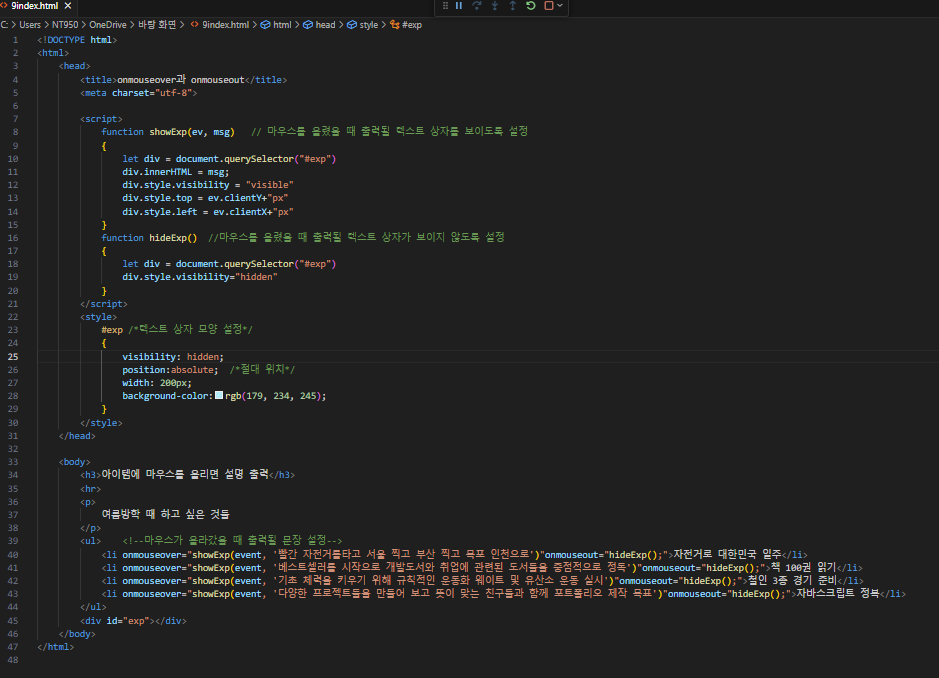 9index.html
C: > Users > NT950 > OneDrive > 바탕 화면 > 9index.html > html > head > style > #exp
1 <!DOCTYPE html>
2 <html>
3 <head>
4 <title>onmouseover과 onmouseout</title>
5 <meta charset="utf-8">
6
7 <script>
8 function showExp(ev, msg) // 마우스를 올렸을 때 출력될 텍스트 상자를 보이도록 설정
9 {
10 let div = document.querySelector("#exp")
11 div.innerHTML = msg;
12 div.style.visibility = "visible"
13 div.style.top = ev.clientY+"px"
14 div.style.left = ev.clientX+"px"
15 }
16 function hideExp() //마우스를 올렸을 때 출력될 텍스트 상자가 보이지 않도록 설정
17 {
18 let div = document.querySelector("#exp")
19 div.style.visibility="hidden"
20 }
21 </script>
22 <style>
23 #exp /*텍스트 상자 모양 설정*/
24 {
25 visibility: hidden;
26 position:absolute; /*절대 위치*/
27 width: 200px;
28 background-color: rgb(179, 234, 245);
29 }
30 </style>
31 </head>
32
33 <body>
34 <h3>아이템에 마우스를 올리면 설명 출력</h3>
35 <hr>
36 <p>
37 여름방학 때 하고 싶은 것들
38 </p>
39 <ul> <!--마우스가 올라갔을 때 출력될 문장 설정-->
40 <li onmouseover="showExp(event, '빨간 자전거를타고 서울 찍고 부산 찍고 목포 인천으로')"onmouseout="hideExp();">자전거로 대한민국 일주</li>
41 <li onmouseover="showExp(event, '베스트셀러를 시작으로 개발도서와 취업에 관련된 도서들을 중점적으로 정독')"onmouseout="hideExp();">책 100권 읽기</li>
42 <li onmouseover="showExp(event, '기초 체력을 키우기 위해 규칙적인 운동화 웨이트 및 유산소 운동 실시')"onmouseout="hideExp();">철인 3종 경기 준비</li>
43 <li onmouseover="showExp(event, '다양한 프로젝트들을 만들어 보고 뜻이 맞는 친구들과 함께 포트폴리오 제작 목표')"onmouseout="hideExp();">자바스크립트 정복</li>
44 </ul>
45 <div id="exp"></div>
46 </body>
47 </html>
48